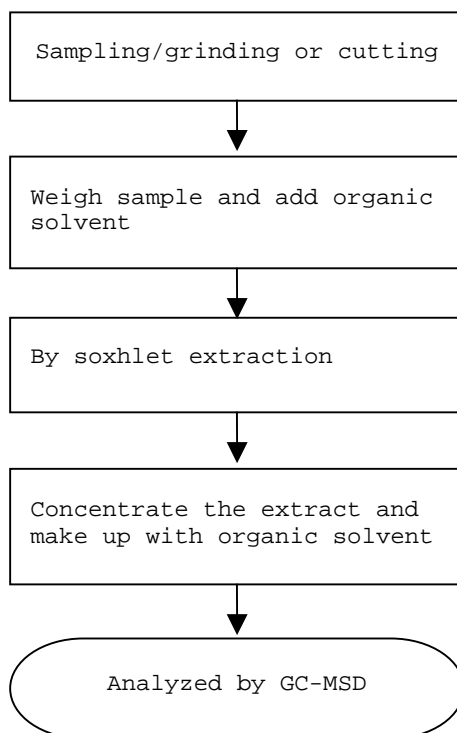 Sampling/grinding or cutting
Weigh sample and add organic
solvent
By soxhlet extraction
Concentrate the extract and
make up with organic solvent
Analyzed by GC-MSD